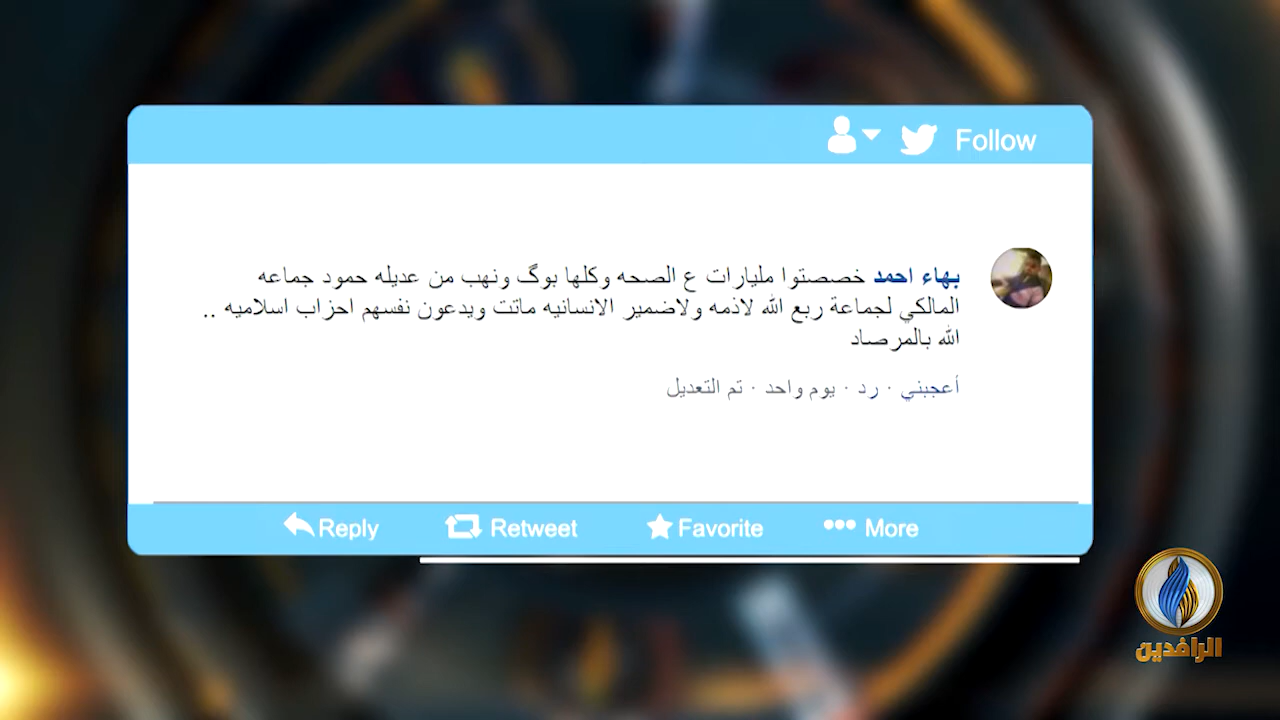 Follow
بهاء احمد خصصتوا مليارات ع الصحه وكلها بوگ ونهب من عديله حمود جماعه
المالكي لجماعة ربع الله لاذمه ولاضمير الانسانيه ماتت ويدعون نفسهم احزاب اسلاميه ..
الله بالمرصاد
أعجبني · رد · يوم واحد · تم التعديل
Reply Retweet Favorite More
الرافدين